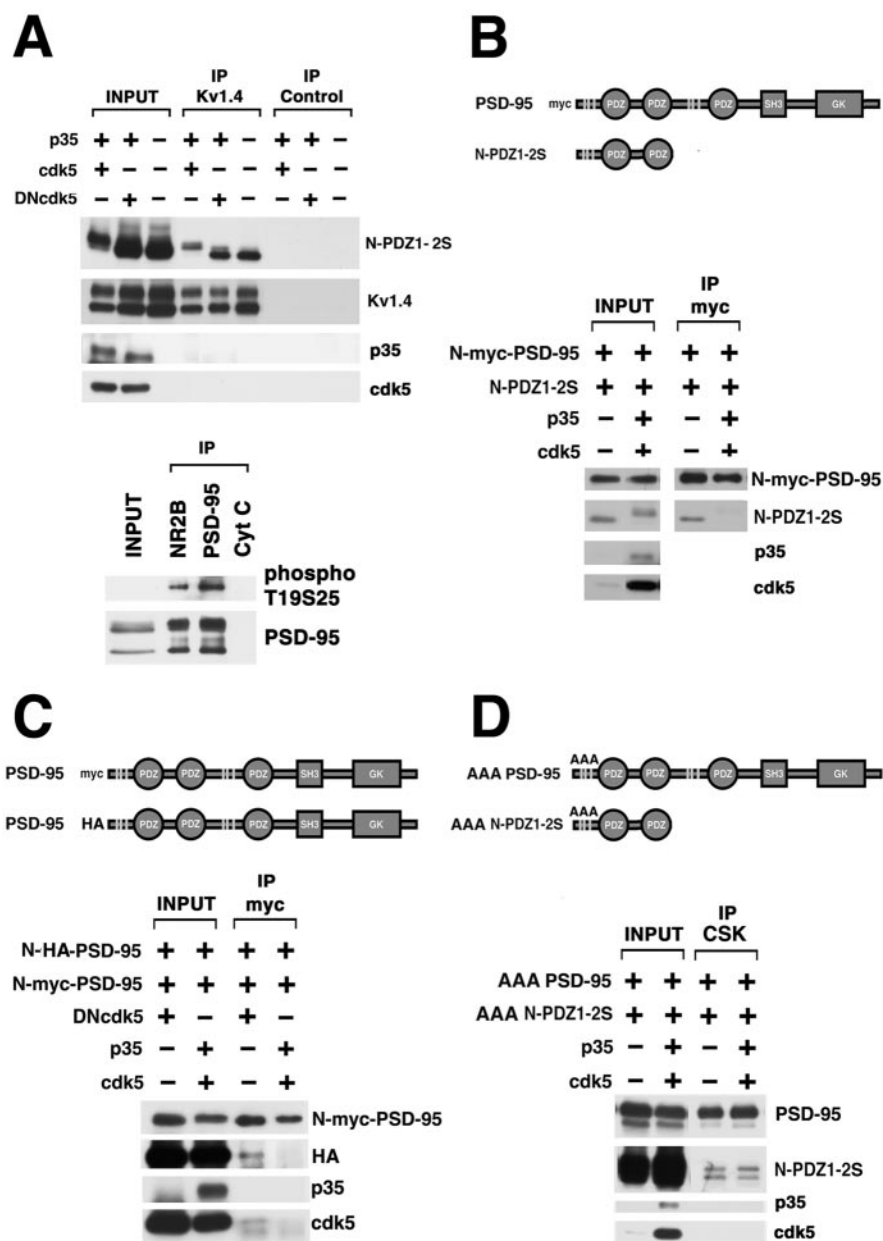 A
IP IP
INPUT Kv1.4 Control
p35 + + - + + - + + -
cdk5 + - - + - - + - -
DNcdk5 - + - - + - - + -
N-PDZ1-2S
Kv1.4
p35
cdk5
IP
INPUT NR2B PSD-95 Cyt C
phospho
T19S25
PSD-95
B
PSD-95 myc PDZ PDZ PDZ SH3 GK
N-PDZ1-2S PDZ PDZ
IP
INPUT myc
N-myc-PSD-95 + + + +
N-PDZ1-2S + + + +
p35 - + - +
cdk5 - + - +
N-myc-PSD-95
N-PDZ1-2S
p35
cdk5
C
PSD-95 myc PDZ PDZ PDZ SH3 GK
PSD-95 HA PDZ PDZ PDZ SH3 GK
IP
INPUT myc
N-HA-PSD-95 + + + +
N-myc-PSD-95 + + + +
DNcdk5 + - + -
p35 - + - +
cdk5 - + - +
N-myc-PSD-95
HA
p35
cdk5
D
AAA
AAA PSD-95 PDZ PDZ PDZ SH3 GK
AAA
AAA N-PDZ1-2S PDZ PDZ
IP
INPUT CSK
AAA PSD-95 + + + +
AAA N-PDZ1-2S + + + +
p35 - + - +
cdk5 - + - +
PSD-95
N-PDZ1-2S
p35
cdk5